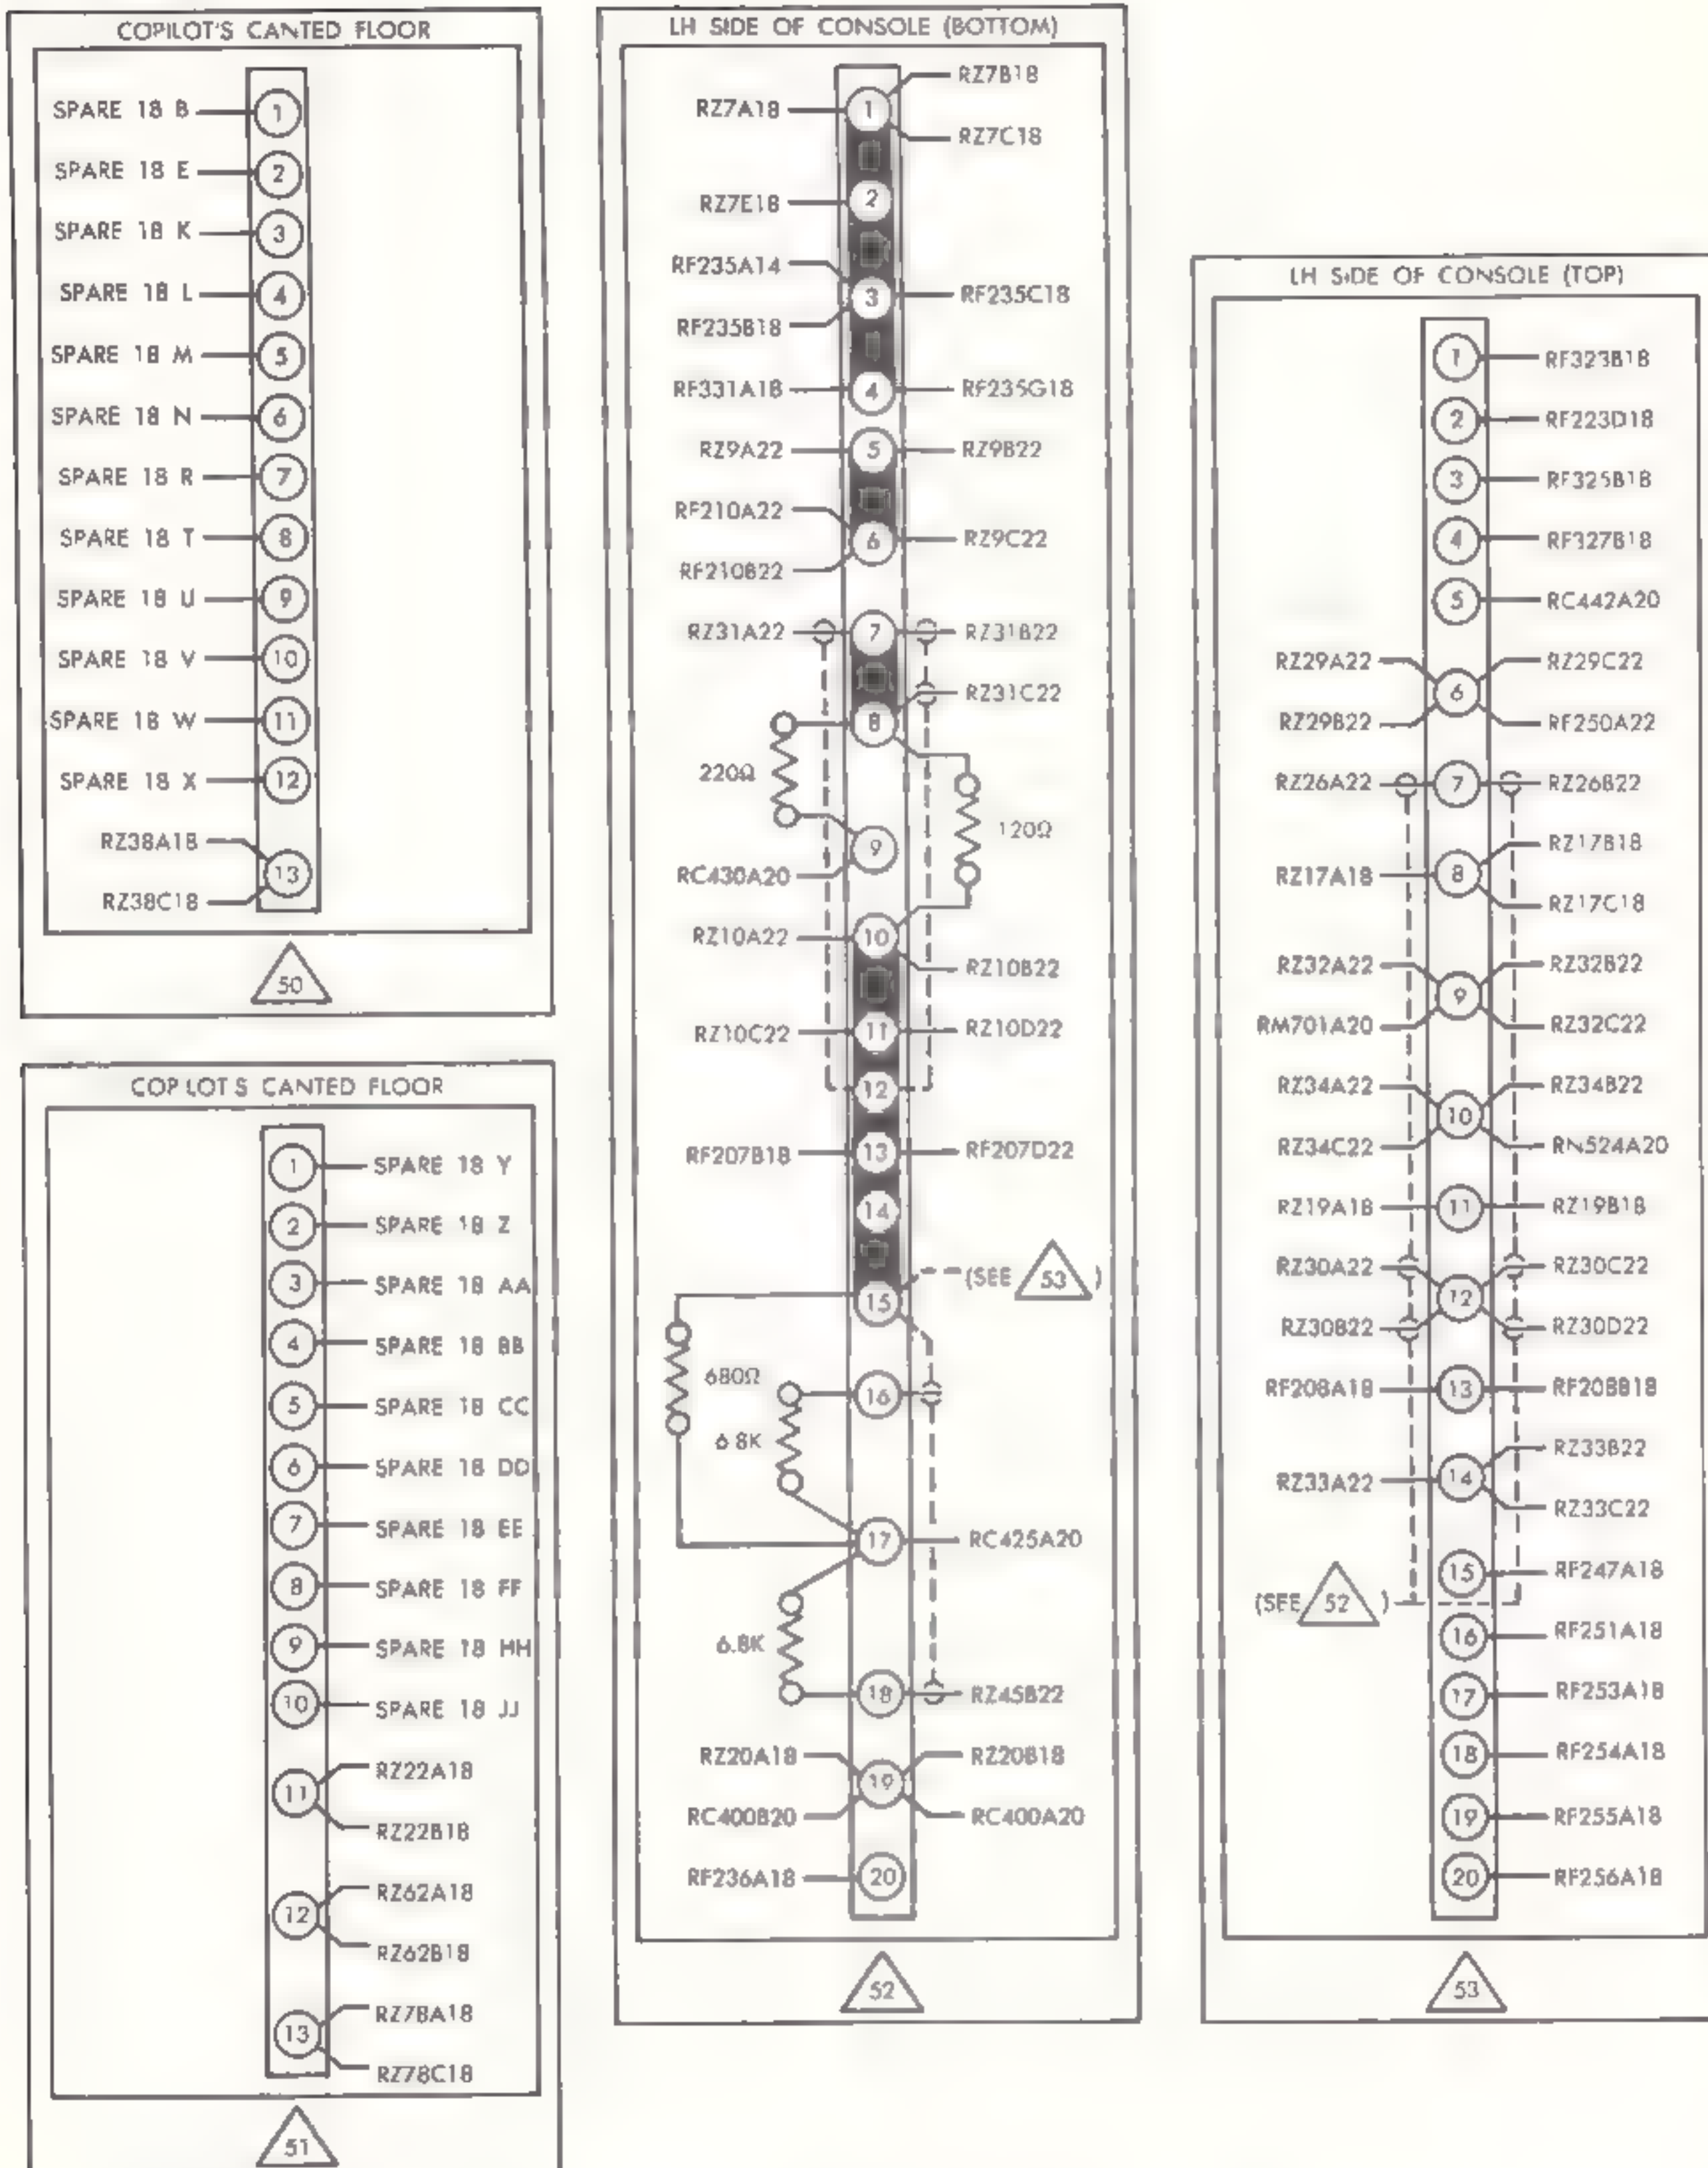 COPILOT'S CANTED FLOOR
SPARE 18 B 1
SPARE 18 E 2
SPARE 18 K 3
SPARE 18 L 4
SPARE 18 M 5
SPARE 18 N 6
SPARE 18 R 7
SPARE 18 T 8
SPARE 18 U 9
SPARE 18 V 10
SPARE 18 W 11
SPARE 18 X 12
RZ38A18
13
RZ38C18
50
COP LOT S CANTED FLOOR
1 SPARE 18 Y
2 SPARE 18 Z
3 SPARE 18 AA
4 SPARE 18 BB
5 SPARE 18 CC
6 SPARE 18 DD
7 SPARE 18 EE
8 SPARE 18 FF
9 SPARE 18 HH
10 SPARE 18 JJ
RZ22A18
11
RZ22B18
RZ62A18
12
RZ62B18
RZ78A18
13
RZ78C18
51
LH SIDE OF CONSOLE (BOTTOM)
RZ7B18
RZ7A18 1
RZ7C18
RZ7E18 2
RF235A14
3 RF235C18
RF235B18
RF331A18 4 RF235G18
RZ9A22 5 RZ9B22
RF210A22
6 RZ9C22
RF210B22
RZ31A22 7 RZ31B22
RZ31C22
8
220Ω
120Ω
9
RC430A20
RZ10A22 10
RZ10B22
RZ10C22 11 RZ10D22
12
RF207B18 13 RF207D22
14
(SEE 53)
15
680Ω
16
6 8K
17 RC425A20
6.8K
18 RZ45B22
RZ20A18 RZ20B18
19
RC400B20 RC400A20
RF236A18 20
52
LH SIDE OF CONSOLE (TOP)
1 RF323B18
2 RF223D18
3 RF325B18
4 RF327B18
5 RC442A20
RZ29A22 RZ29C22
6
RZ29B22 RF250A22
RZ26A22 7 RZ26B22
RZ17B18
RZ17A18 8
RZ17C18
RZ32A22 RZ32B22
9
RM701A20 RZ32C22
RZ34A22 RZ34B22
10
RZ34C22 RN524A20
RZ19A18 11 RZ19B18
RZ30A22 RZ30C22
12
RZ30B22 RZ30D22
RF208A18 13 RF208B18
RZ33B22
RZ33A22 14
RZ33C22
15 RF247A18
(SEE 52)
16 RF251A18
17 RF253A18
18 RF254A18
19 RF255A18
20 RF256A18
53